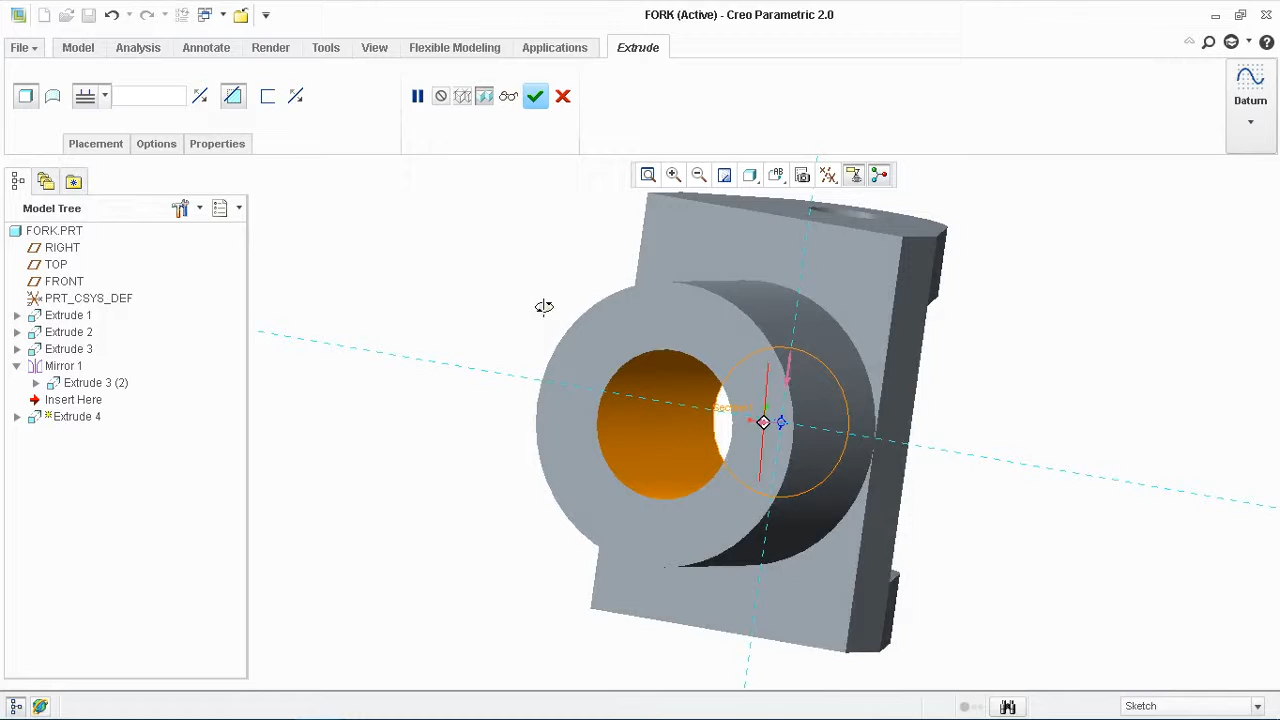 FORK (Active) - Creo Parametric 2.0
File Model Analysis Annotate Render Tools View Flexible Modeling Applications Extrude
Datum
Placement Options Properties
Model Tree
FORK.PRT
RIGHT
TOP
FRONT
PRT_CSYS_DEF
Extrude 1
Extrude 2
Extrude 3
Mirror 1
Extrude 3 (2)
Insert Here
Extrude 4
Sketch